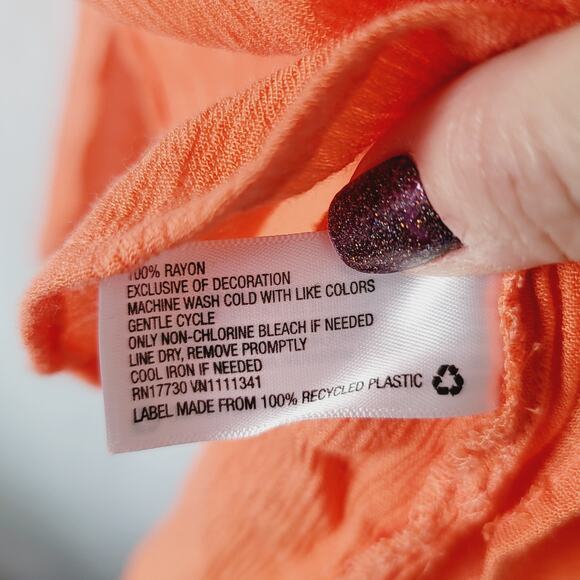 100% RAYON
EXCLUSIVE OF DECORATION
MACHINE WASH COLD WITH LIKE COLORS
GENTLE CYCLE
ONLY NON-CHLORINE BLEACH IF NEEDED
LINE DRY, REMOVE PROMPTLY
COOL IRON IF NEEDED
RN17730 VN1111341
LABEL MADE FROM 100% RECYCLED PLASTIC